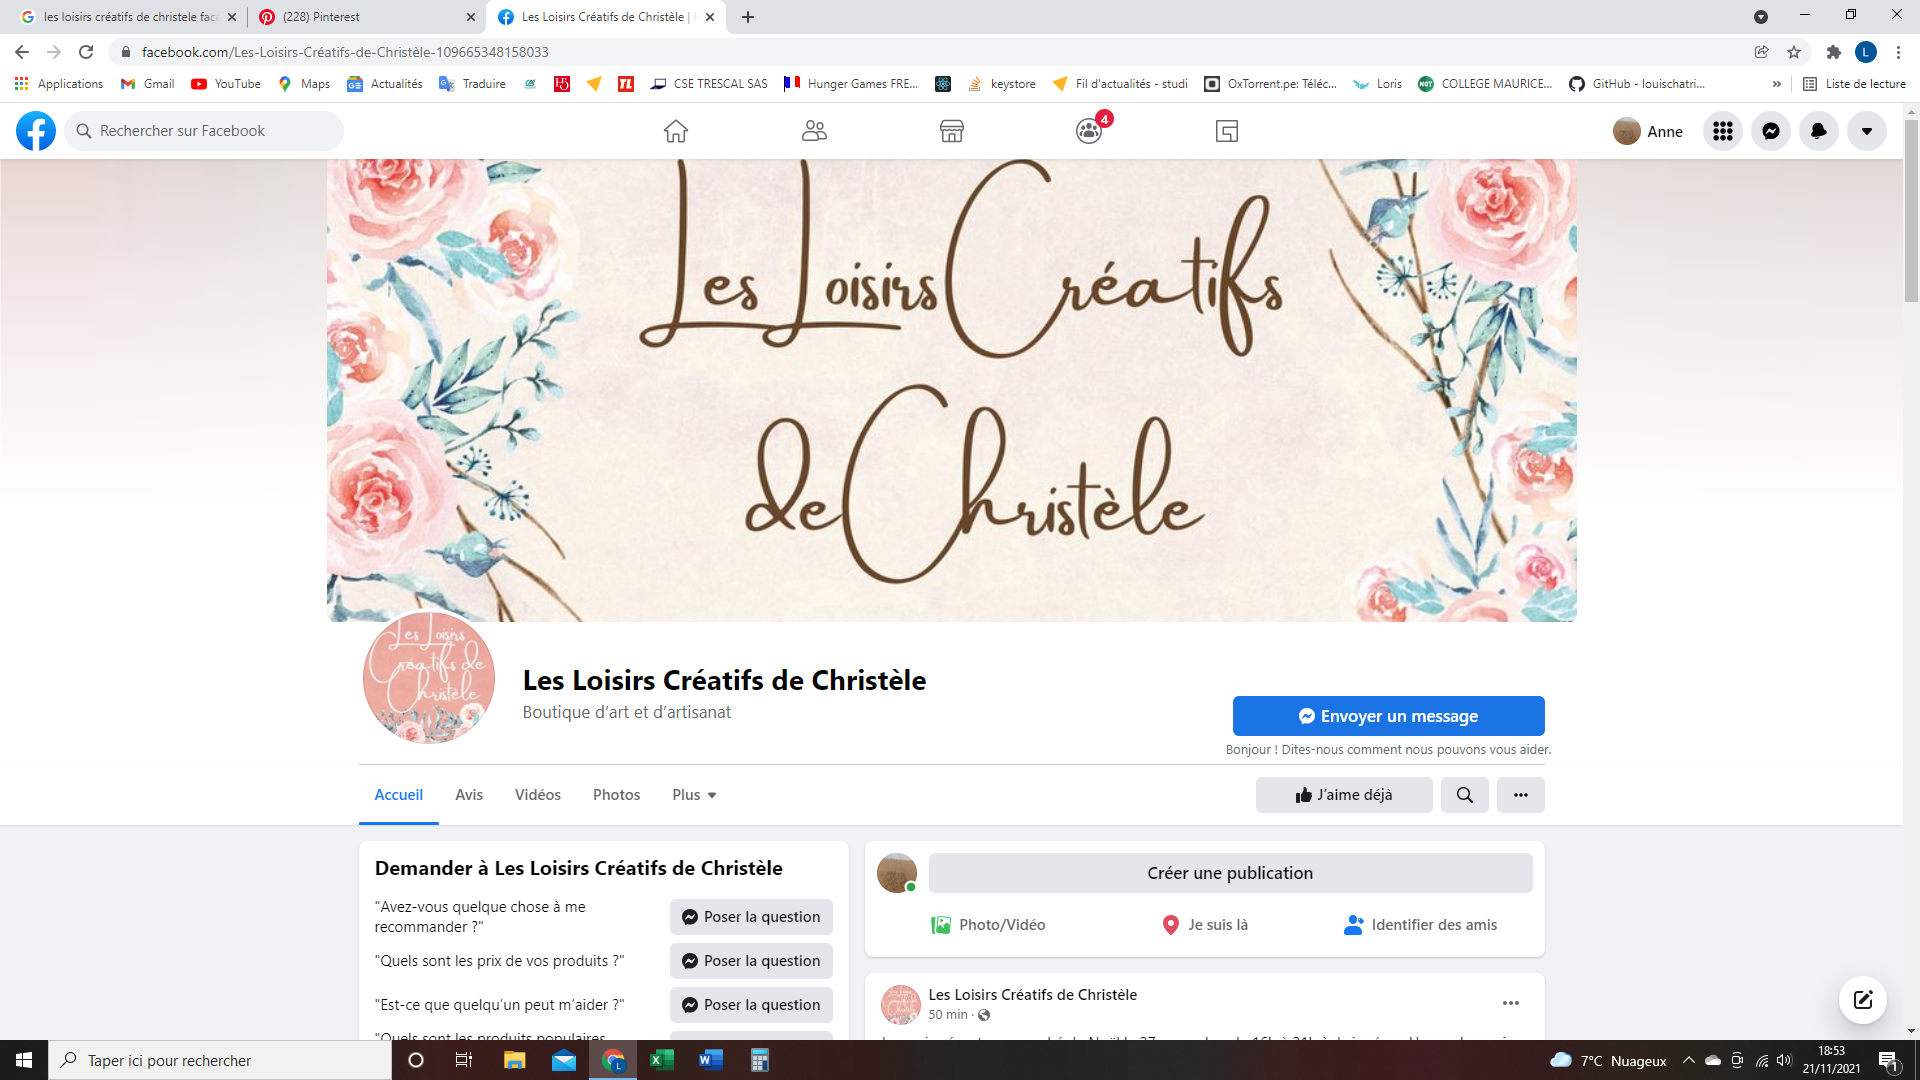 les loisirs créatifs de christele fac
(228) Pinterest
Les Loisirs Créatifs de Christèle |
facebook.com/Les-Loisirs-Créatifs-de-Christèle-109665348158033
L
Applications
Gmail
YouTube
Maps
Actualités
Traduire
CSE TRESCAL SAS
Hunger Games FRE...
keystore
Fil d'actualités - studi
OxTorrent.pe: Téléc...
Loris
COLLEGE MAURICE...
GitHub - louischatri...
»
Liste de lecture
Rechercher sur Facebook
4
Anne
Les Loisirs Créatifs
de Christèle
Les Loisirs
Créatifs de
Christèle
Les Loisirs Créatifs de Christèle
Boutique d'art et d'artisanat
Envoyer un message
Bonjour ! Dites-nous comment nous pouvons vous aider.
Accueil
Avis
Vidéos
Photos
Plus
J'aime déjà
Demander à Les Loisirs Créatifs de Christèle
"Avez-vous quelque chose à me
recommander ?"
Poser la question
"Quels sont les prix de vos produits ?"
Poser la question
"Est-ce que quelqu'un peut m'aider ?"
Poser la question
"Quels sont les produits populaires
Créer une publication
Photo/Vidéo
Je suis là
Identifier des amis
Les Loisirs Créatifs de Christèle
50 min ·
Taper ici pour rechercher
7°C Nuageux
18:53
21/11/2021
1